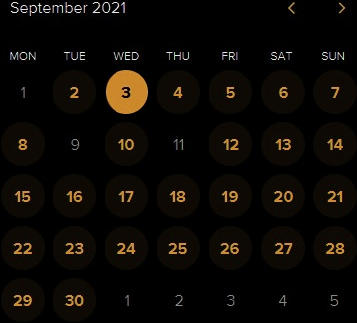 September 2021
MON TUE WED THU FRI SAT SUN
1 2 3 4 5 6 7
8 9 10 11 12 13 14
15 16 17 18 19 20 21
22 23 24 25 26 27 28
29 30 1 2 3 4 5